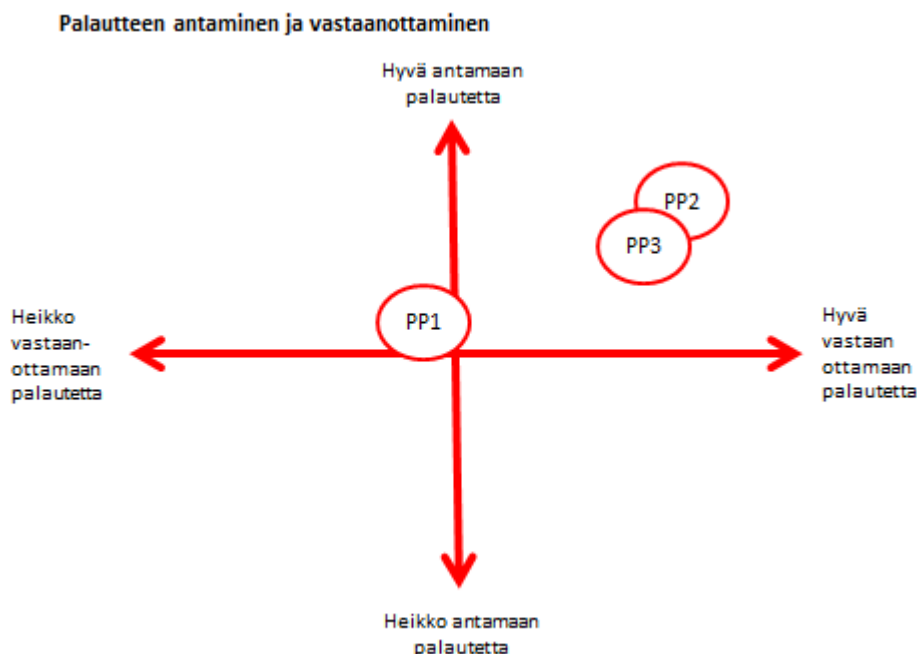 Palautteen antaminen ja vastaanottaminen
Hyvä antamaan
palautetta
PP2
PP3
PP1
Heikko
vastaan-
ottamaan
palautetta
Hyvä
vastaan
ottamaan
palautetta
Heikko antamaan
palautetta